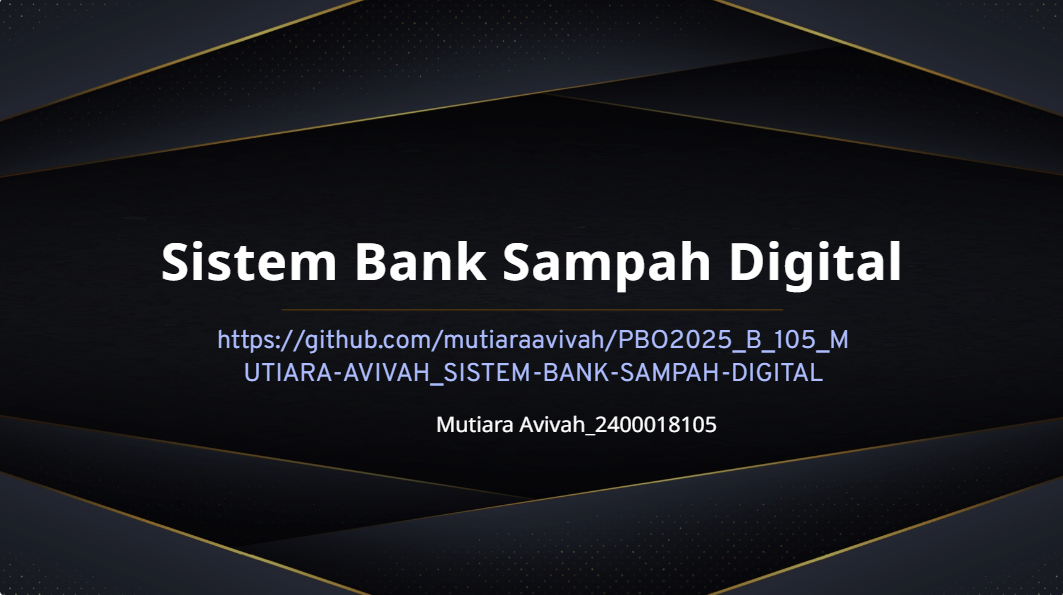 Sistem Bank Sampah Digital
https://github.com/mutiaraavivah/PBO2025_B_105_M
UTIARA-AVIVAH_SISTEM-BANK-SAMPAH-DIGITAL
Mutiara Avivah_2400018105